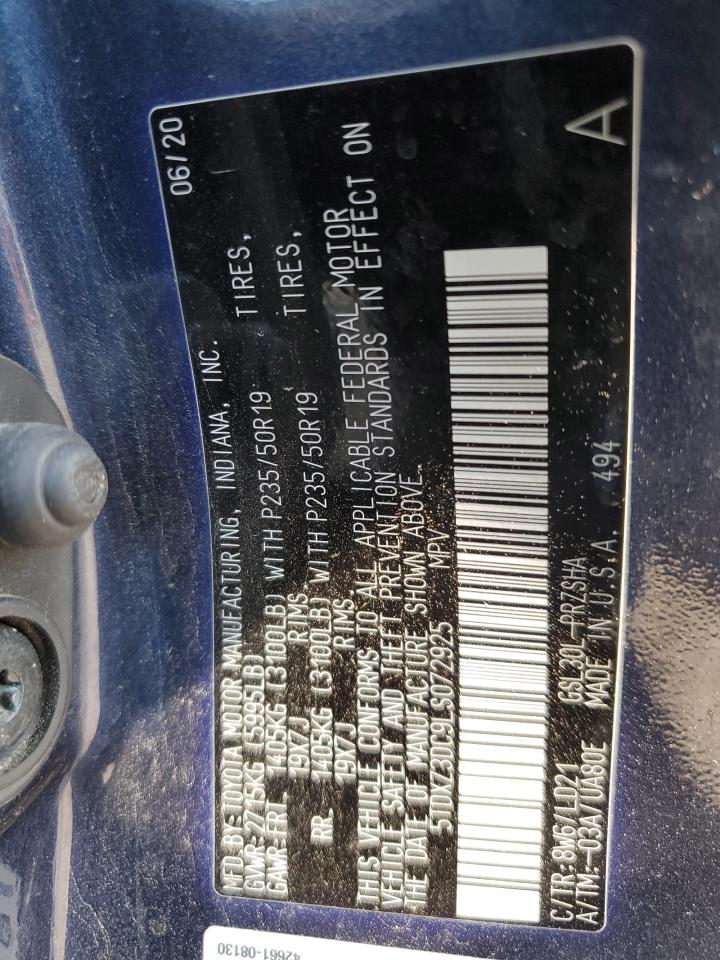 MFD.BY:TOYOTA MOTOR MANUFACTURING, INDIANA, INC. 06/20
GVWR:2715KG (5995LB)
GAWR:FRT 1405KG (3100LB) WITH P235/50R19 TIRES,
19X7J RIMS
RR. 1405KG (3100LB) WITH P235/50R19 TIRES,
19X7J RIMS
THIS VEHICLE CONFORMS TO ALL APPLICABLE FEDERAL MOTOR
VEHICLE SAFETY AND THEFT PREVENTION STANDARDS IN EFFECT ON
THE DATE OF MANUFACTURE SHOWN ABOVE.
5TDXZ3DC9LS072925 MPV
C/TR:8W6/LD21 GSL30L-PRZSHA
A/TM:-03A/UA80E MADE IN U.S.A. 494 A
42661-08130